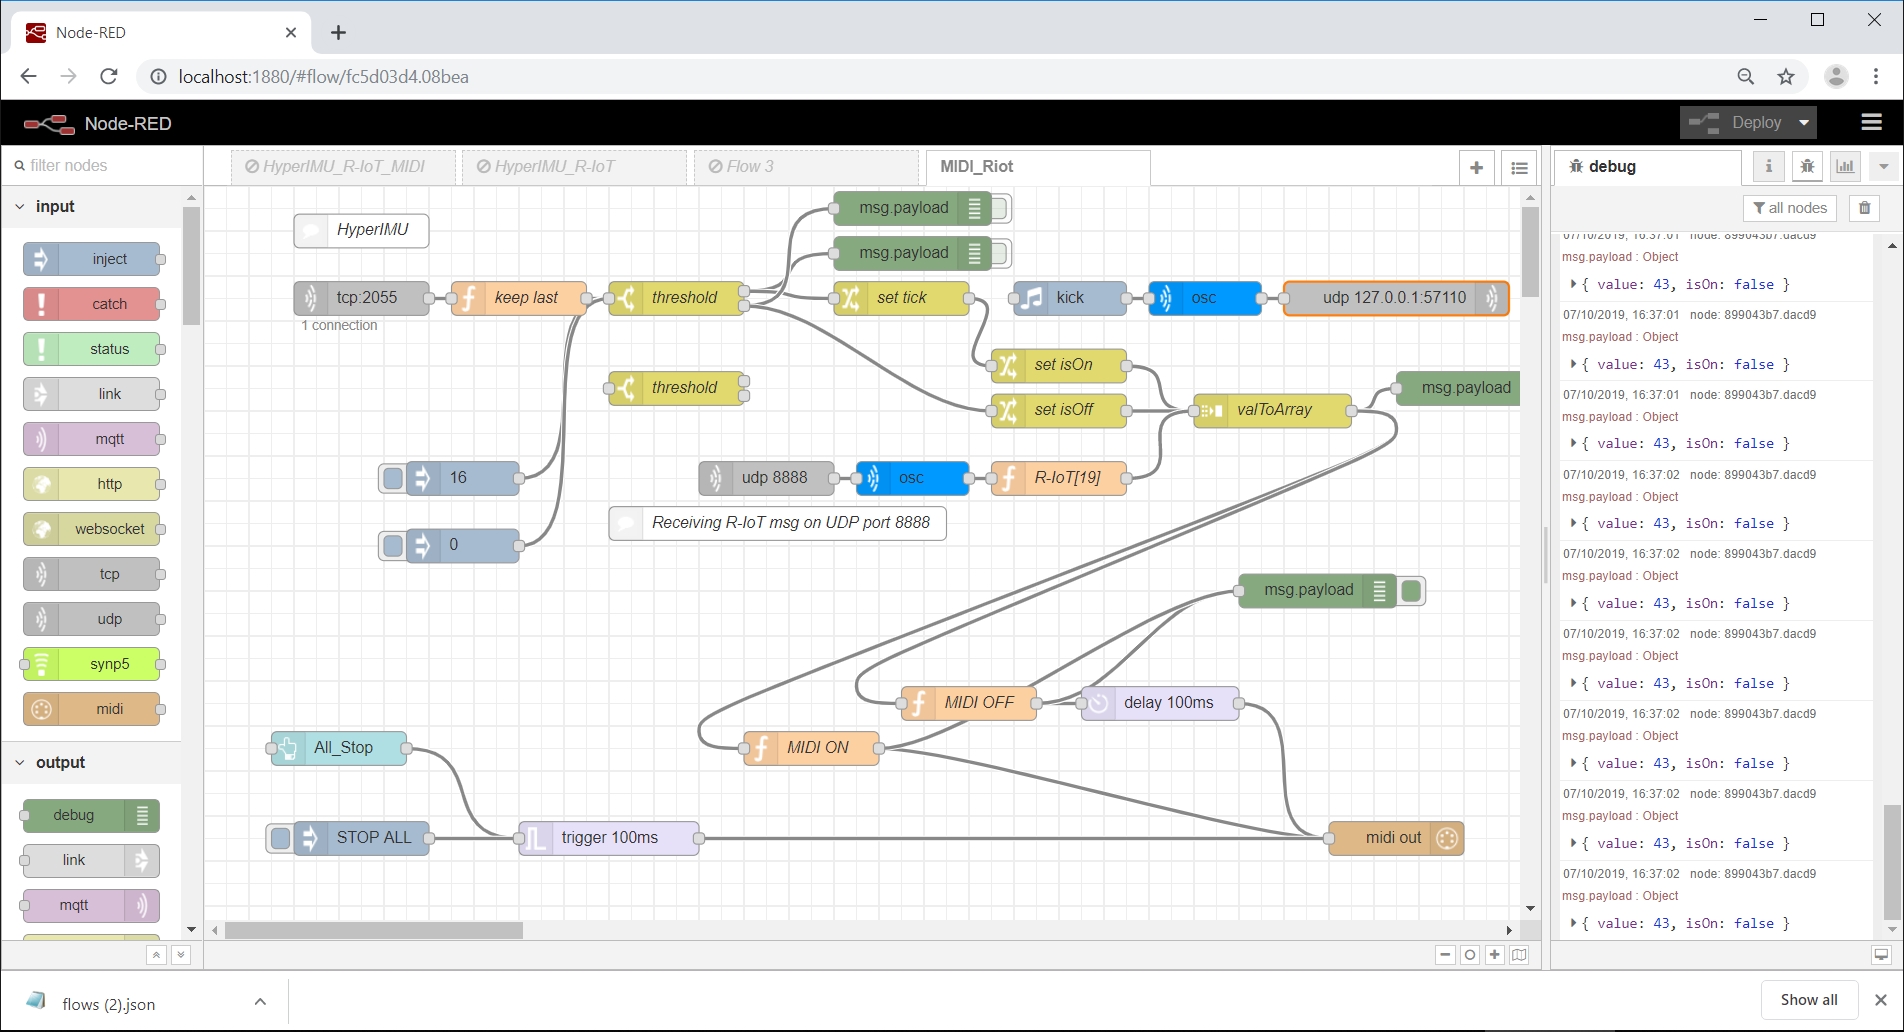 Node-RED
localhost:1880/#flow/fc5d03d4.08bea
Node-RED
Deploy
filter nodes
HyperIMU_R-IoT_MIDI
HyperIMU_R-IoT
Flow 3
MIDI_Riot
debug
input
inject
catch
status
link
mqtt
http
websocket
tcp
udp
synp5
midi
output
debug
link
mqtt
HyperIMU
msg.payload
msg.payload
tcp:2055
1 connection
keep last
threshold
set tick
kick
osc
udp 127.0.0.1:57110
set isOn
threshold
set isOff
valToArray
msg.payload
16
udp 8888
osc
R-IoT[19]
Receiving R-IoT msg on UDP port 8888
0
msg.payload
MIDI OFF
delay 100ms
All_Stop
MIDI ON
STOP ALL
trigger 100ms
midi out
all nodes
07/10/2019, 16:37:01 node: 899043b7.dacd9
msg.payload : Object
{ value: 43, isOn: false }
07/10/2019, 16:37:01 node: 899043b7.dacd9
msg.payload : Object
{ value: 43, isOn: false }
07/10/2019, 16:37:01 node: 899043b7.dacd9
msg.payload : Object
{ value: 43, isOn: false }
07/10/2019, 16:37:02 node: 899043b7.dacd9
msg.payload : Object
{ value: 43, isOn: false }
07/10/2019, 16:37:02 node: 899043b7.dacd9
msg.payload : Object
{ value: 43, isOn: false }
07/10/2019, 16:37:02 node: 899043b7.dacd9
msg.payload : Object
{ value: 43, isOn: false }
07/10/2019, 16:37:02 node: 899043b7.dacd9
msg.payload : Object
{ value: 43, isOn: false }
07/10/2019, 16:37:02 node: 899043b7.dacd9
msg.payload : Object
{ value: 43, isOn: false }
07/10/2019, 16:37:02 node: 899043b7.dacd9
msg.payload : Object
{ value: 43, isOn: false }
flows (2).json
Show all